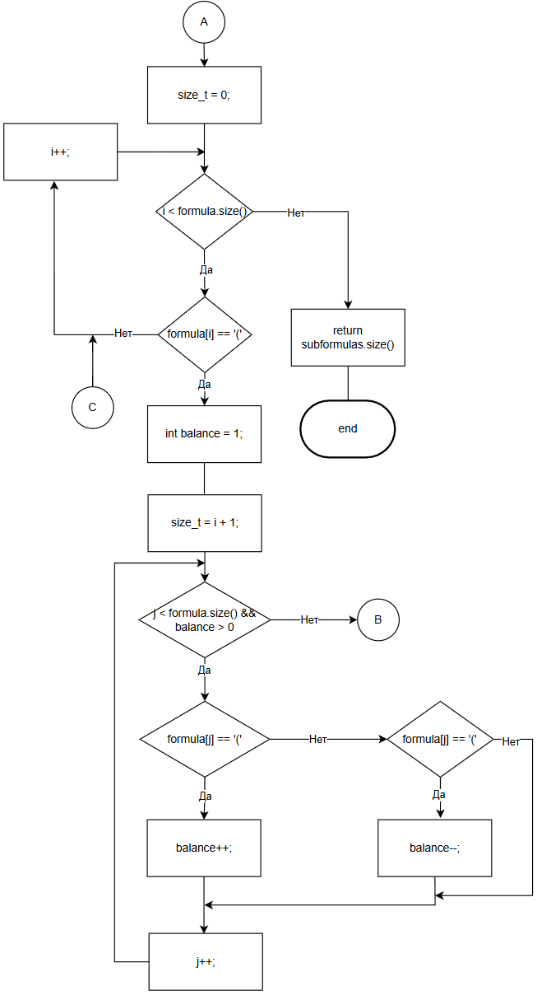 A
size_t = 0;
i++;
i < formula.size()
Нет
Да
formula[i] == '('
Нет
return
subformulas.size()
Да
C
int balance = 1;
end
size_t = i + 1;
j < formula.size() &&
balance > 0
Нет
B
Да
formula[j] == '('
Нет
formula[j] == '('
Нет
Да
Да
balance++;
balance--;
j++;